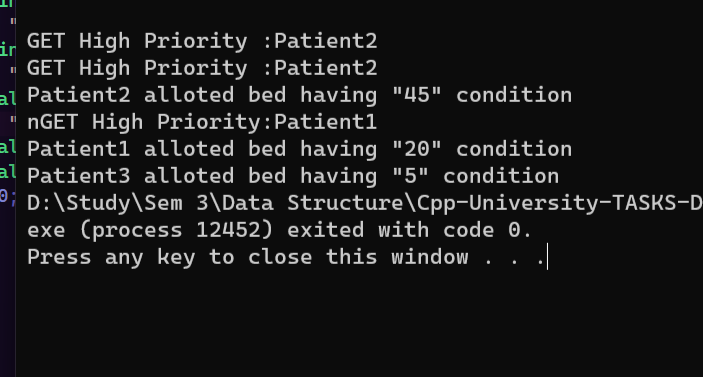 GET High Priority :Patient2
GET High Priority :Patient2
Patient2 alloted bed having "45" condition
nGET High Priority:Patient1
Patient1 alloted bed having "20" condition
Patient3 alloted bed having "5" condition
D:\Study\Sem 3\Data Structure\Cpp-University-TASKS-D
exe (process 12452) exited with code 0.
Press any key to close this window . . .